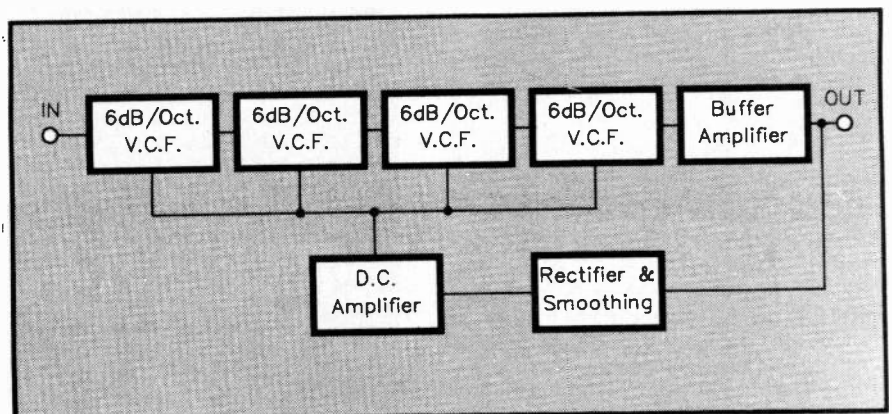 IN
6dB/Oct.
V.C.F.
6dB/Oct.
V.C.F.
6dB/Oct.
V.C.F.
6dB/Oct.
V.C.F.
Buffer
Amplifier
OUT
D.C.
Amplifier
Rectifier &
Smoothing